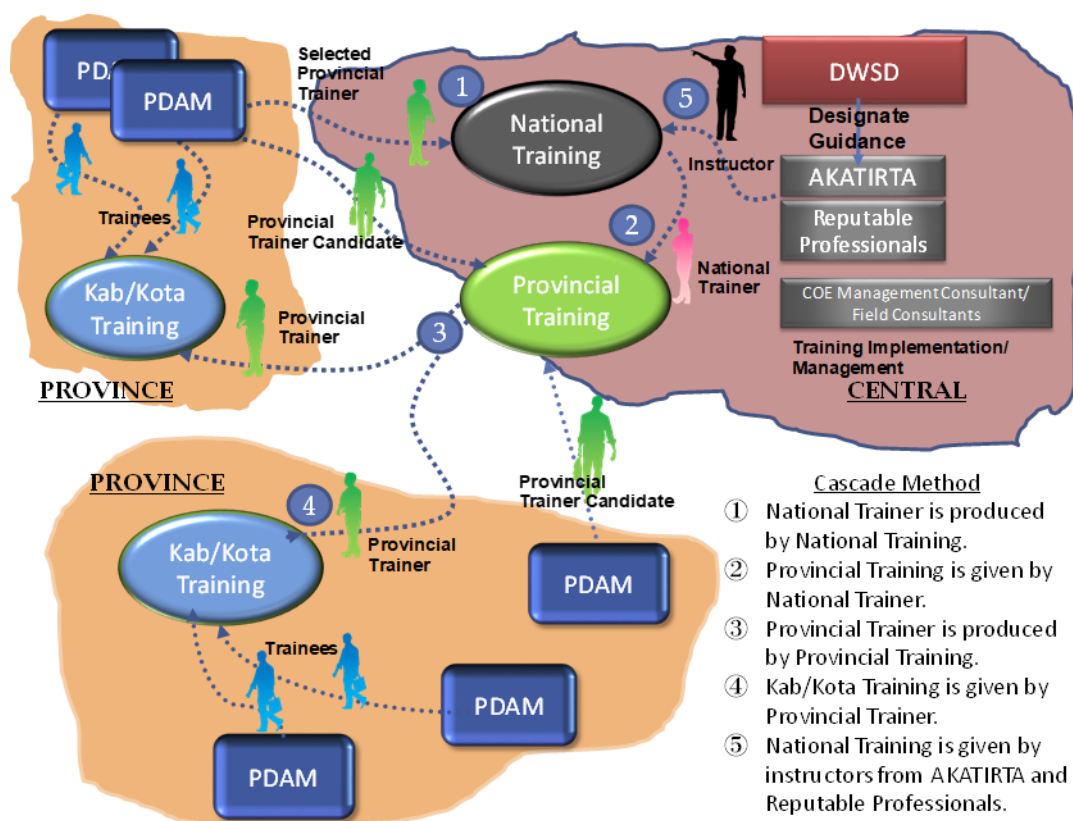 PDAM
PDAM
Selected
Provincial
Trainer
1
National
Training
5
DWSD
Designate
Guidance
Instructor
AKATIRTA
Reputable
Professionals
COE Management Consultant/
Field Consultants
Training Implementation/
Management
CENTRAL
Trainees
Provincial
Trainer Candidate
2
National
Trainer
Kab/Kota
Training
Provincial
Trainer
Provincial
Training
3
PROVINCE
PROVINCE
4
Kab/Kota
Training
Provincial
Trainer
Provincial
Trainer Candidate
PDAM
Trainees
PDAM
PDAM
Cascade Method
① National Trainer is produced
by National Training.
② Provincial Training is given by
National Trainer.
③ Provincial Trainer is produced
by Provincial Training.
④ Kab/Kota Training is given by
Provincial Trainer.
⑤ National Training is given by
instructors from AKATIRTA and
Reputable Professionals.